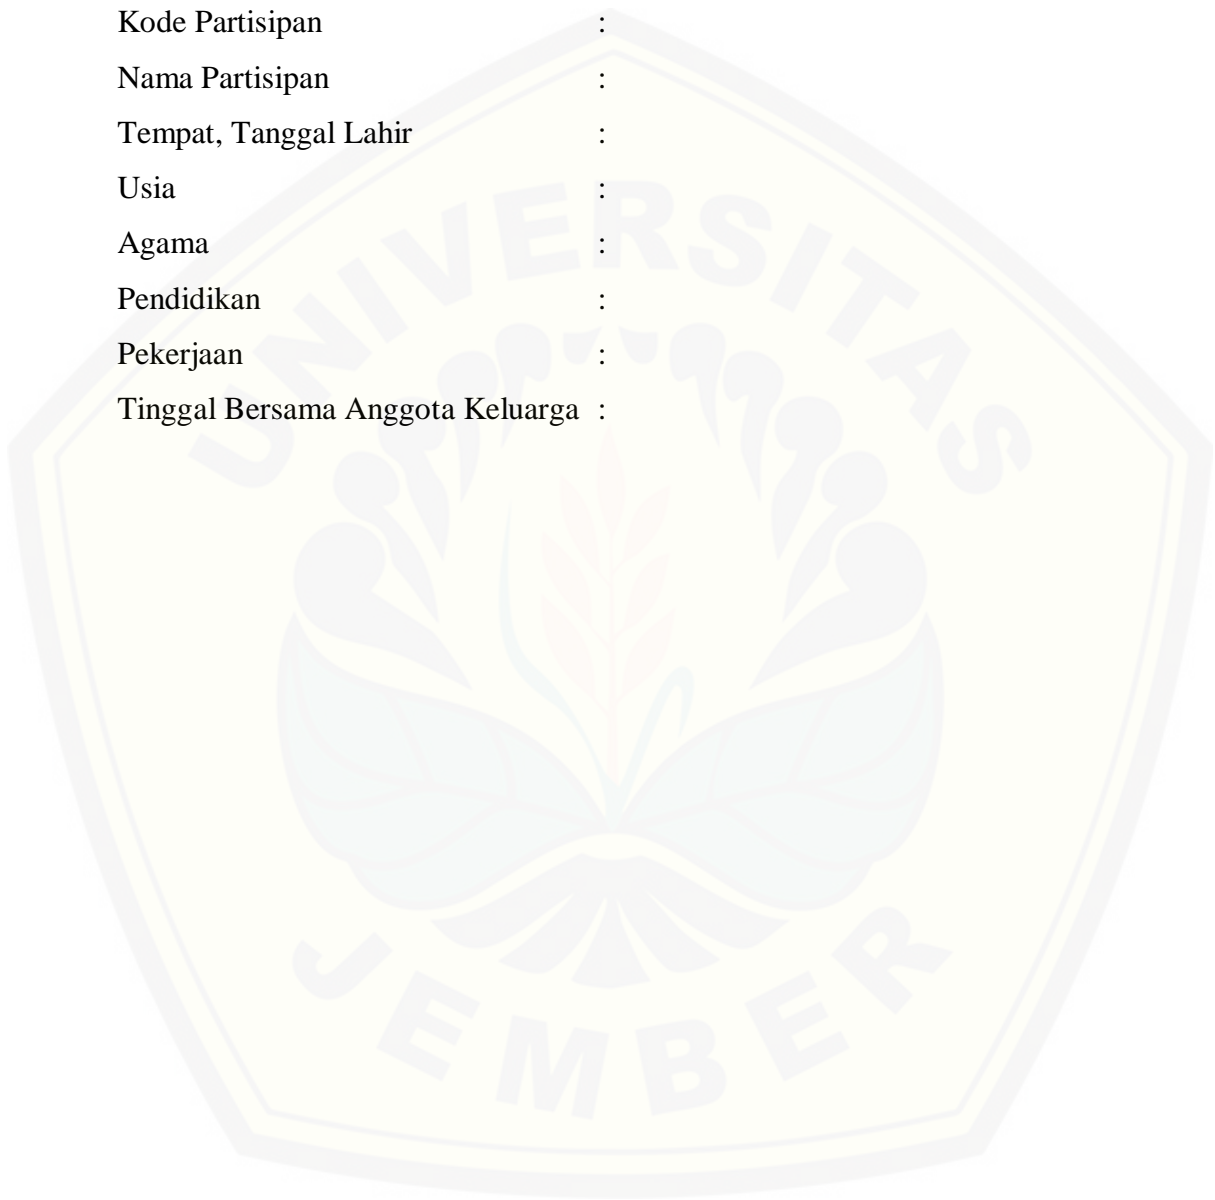 Kode Partisipan :
Nama Partisipan :
Tempat, Tanggal Lahir :
Usia :
Agama :
Pendidikan :
Pekerjaan :
Tinggal Bersama Anggota Keluarga :
UNIVERSITAS
JEMBER